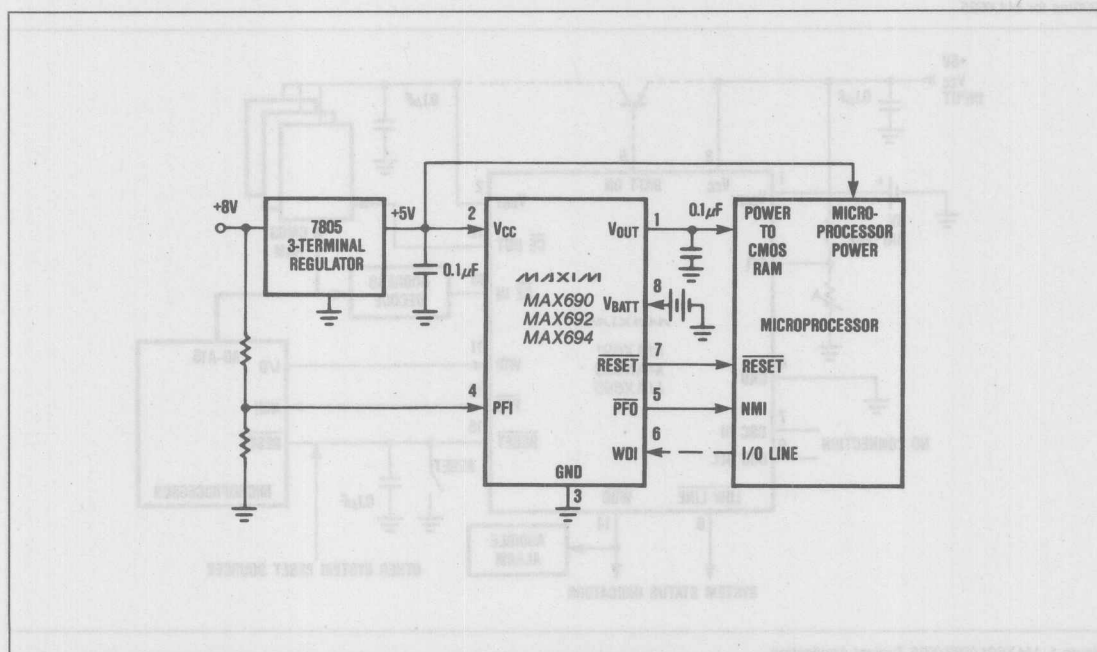 +8V
7805
3-TERMINAL
REGULATOR
+5V
2
VCC
0.1μF
MAXIM
MAX690
MAX692
MAX694
VOUT
1
0.1μF
8
VBATT
7
RESET
5
PFO
6
WDI
4
PFI
GND
3
POWER
TO
CMOS
RAM
MICRO-
PROCESSOR
POWER
MICROPROCESSOR
RESET
NMI
I/O LINE